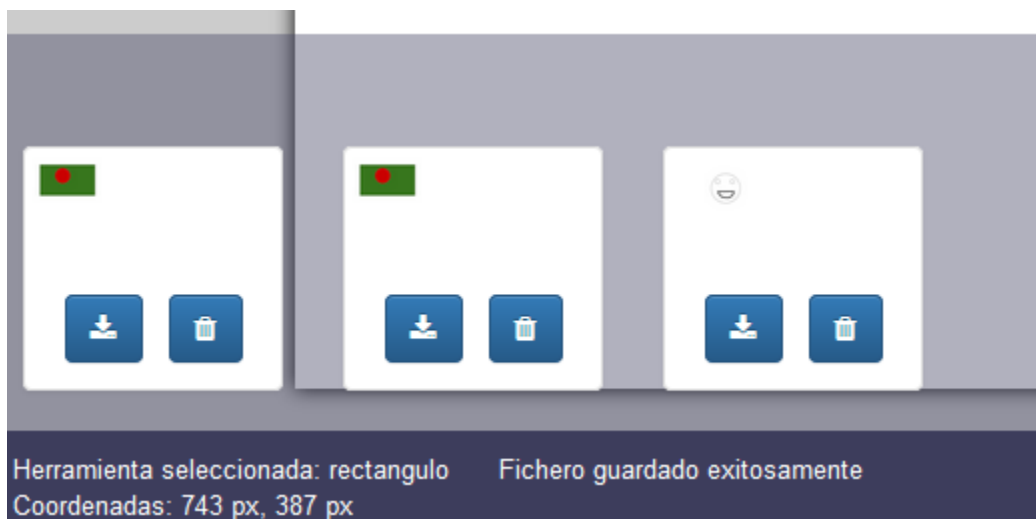 Herramienta seleccionada: rectangulo Fichero guardado exitosamente
Coordenadas: 743 px, 387 px